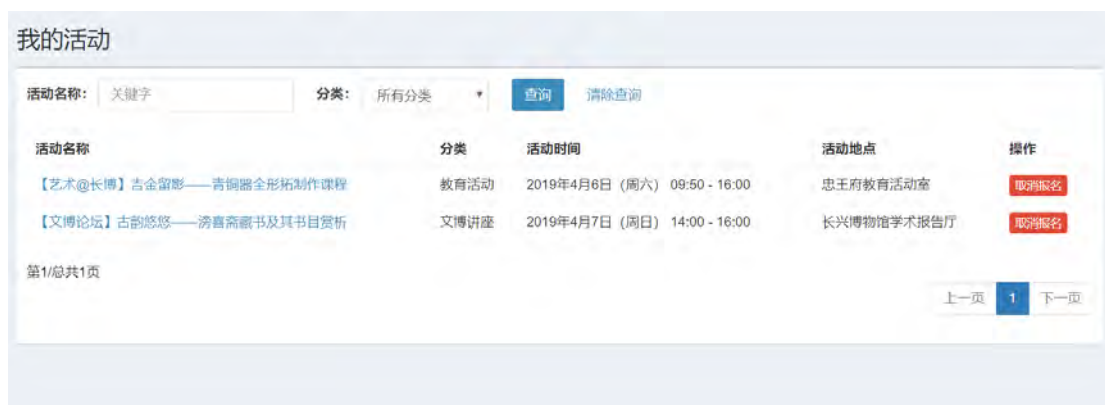 我的活动
活动名称： 关键字 分类： 所有分类 查询 清除查询
活动名称 分类 活动时间 活动地点 操作
【艺术@长博】吉金留影——青铜器全形拓制作课程 教育活动 2019年4月6日（周六） 09:50 - 16:00 忠王府教育活动室 取消报名
【文博论坛】古韵悠悠——滂喜斋藏书及其书目赏析 文博讲座 2019年4月7日（周日） 14:00 - 16:00 长兴博物馆学术报告厅 取消报名
第1/总共1页
上一页 1 下一页